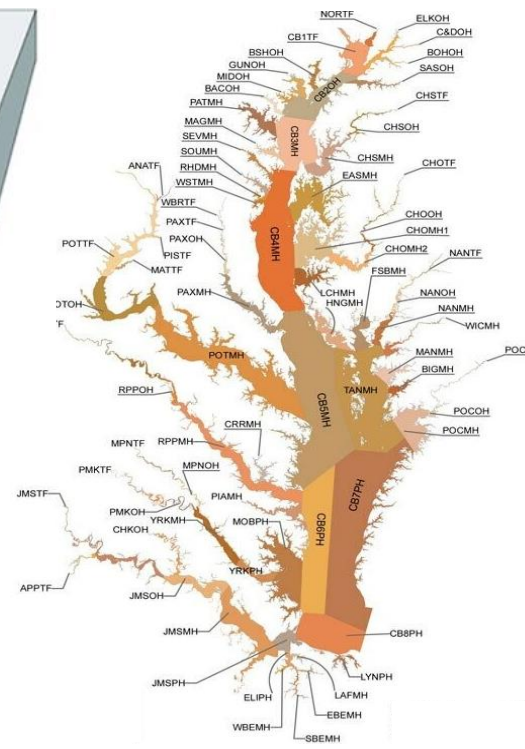 NORTF
ELKOH
CB1TF
C&DOH
BSHOH
BOHOH
GUNOH
SASOH
MIDOH
CB2OH
BACOH
CHSTF
PATMH
MAGMH
CHSOH
SEVMH
CB3MH
SOUMH
CHSMH
ANATF
RHDMH
CHOTF
WSTMH
EASMH
WBRTF
PAXTF
CHOOH
POTTF
PAXOH
CB4MH
CHOMH1
PISTF
CHOMH2
NANTF
MATTF
FSBMH
PAXMH
LCHMH
NANOH
HNGMH
NANMH
WICMH
POTMH
MANMH
BIGMH
TANMH
RPPOH
CB5MH
POCOH
CRRMH
POCMH
MPNTF
RPPMH
PMKTF
MPNOH
CB7PH
JMSTF
PIAMH
PMKOH
CB6PH
YRKMH
MOBPH
CHKOH
YRKPH
APPTF
JMSOH
JMSMH
CB8PH
LYNPH
JMSPH
LAFMH
ELIPH
EBEMH
WBEMH
SBEMH